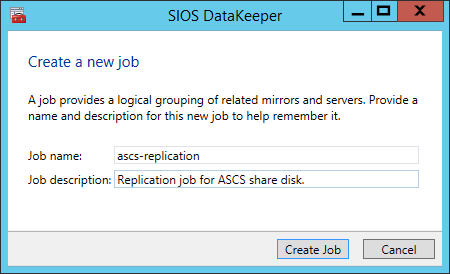 SIOS DataKeeper
Create a new job
A job provides a logical grouping of related mirrors and servers. Provide a
name and description for this new job to help remember it.
Job name: ascs-replication
Job description: Replication job for ASCS share disk.
Create Job Cancel